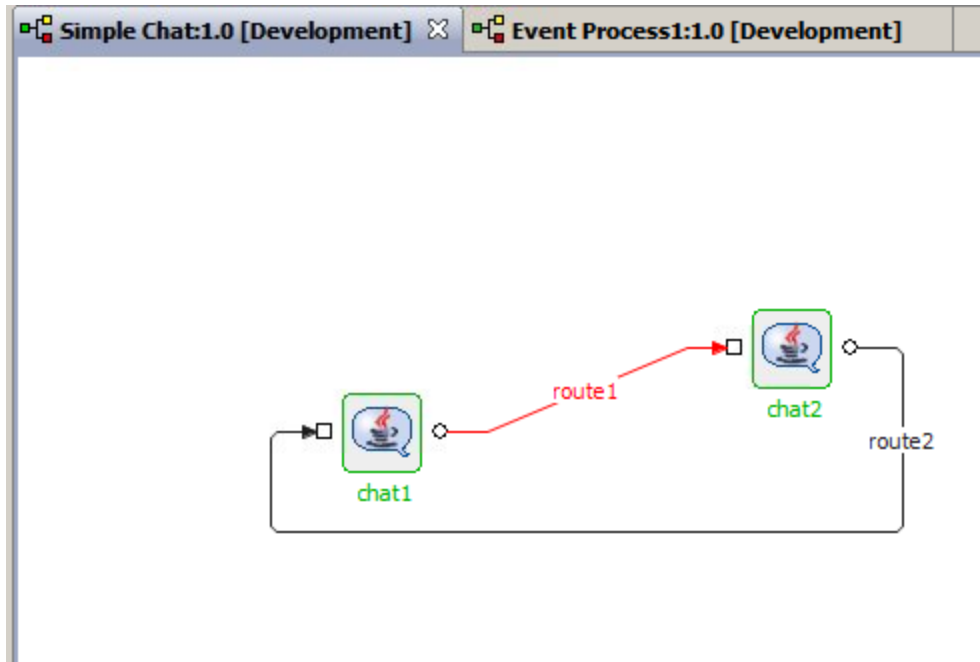 Simple Chat:1.0 [Development]
Event Process1:1.0 [Development]
route1
chat2
route2
chat1